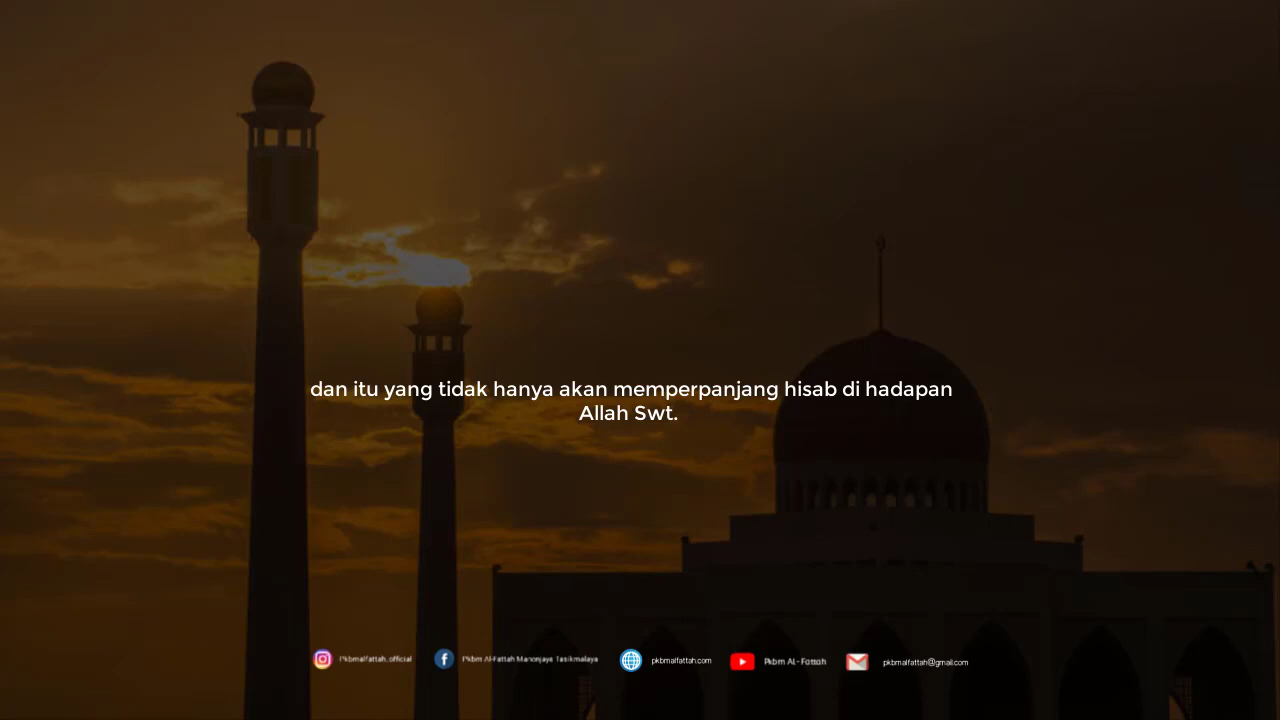 dan itu yang tidak hanya akan memperpanjang hisab di hadapan
Allah Swt.
Pkbmalfattah_official
Pkbm Al-Fattah Manonjaya Tasikmalaya
pkbmalfattah.com
Pkbm AL-Fattah
pkbmalfattah@gmail.com